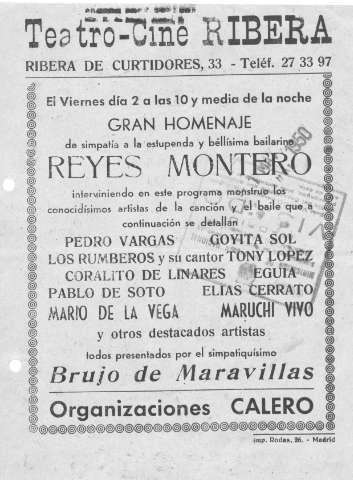 Teatro-Cine RIBERA
RIBERA DE CURTIDORES, 33 - Teléf. 27 33 97
El Viernes día 2 a las 10 y media de la noche
GRAN HOMENAJE
de simpatía a la estupenda y bellísima bailarina
REYES MONTERO
interviniendo en este programa monstruo los
conocidísimos artistas de la canción y el baile que a
continuación se detallan
PEDRO VARGAS GOYITA SOL
LOS RUMBEROS y su cantor TONY LOPEZ
CORALITO DE LINARES EGUIA
PABLO DE SOTO ELIAS CERRATO
MARIO DE LA VEGA MARUCHI VIVO
y otros destacados artistas
todos presentados por el simpatiquísimo
Brujo de Maravillas
Organizaciones CALERO
Imp. Rodas, 26. - Madrid